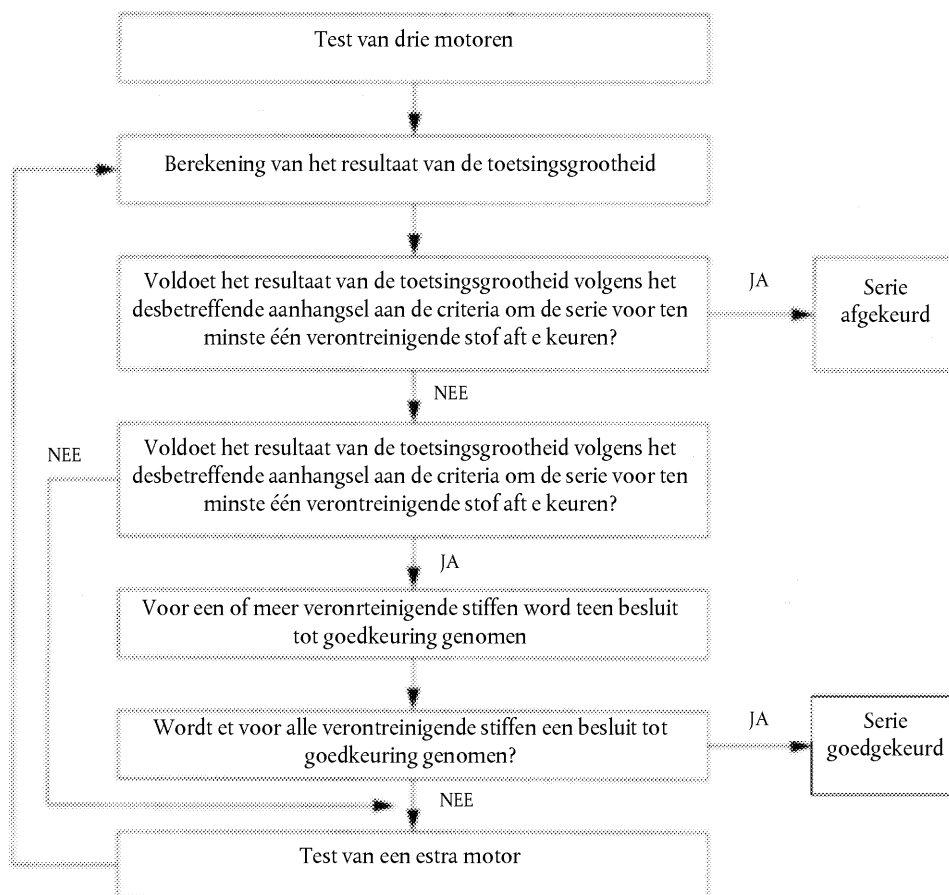 Test van drie motoren
Berekening van het resultaat van de toetsingsgrootheid
Voldoet het resultaat van de toetsingsgrootheid volgens het
desbetreffende aanhangsel aan de criteria om de serie voor ten
minste één verontreinigende stof aft e keuren?
JA
Serie
afgekeurd
NEE
NEE
Voldoet het resultaat van de toetsingsgrootheid volgens het
desbetreffende aanhangsel aan de criteria om de serie voor ten
minste één verontreinigende stof aft e keuren?
JA
Voor een of meer veronrteinigende stiffen word teen besluit
tot goedkeuring genomen
Wordt et voor alle verontreinigende stiffen een besluit tot
goedkeuring genomen?
JA
Serie
goedgekeurd
NEE
Test van een estra motor